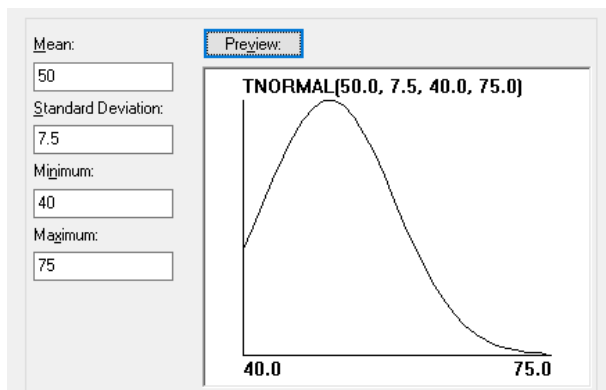 Mean:
50
Standard Deviation:
7.5
Minimum:
40
Maximum:
75
Preview:
TNORMAL(50.0, 7.5, 40.0, 75.0)
40.0 75.0